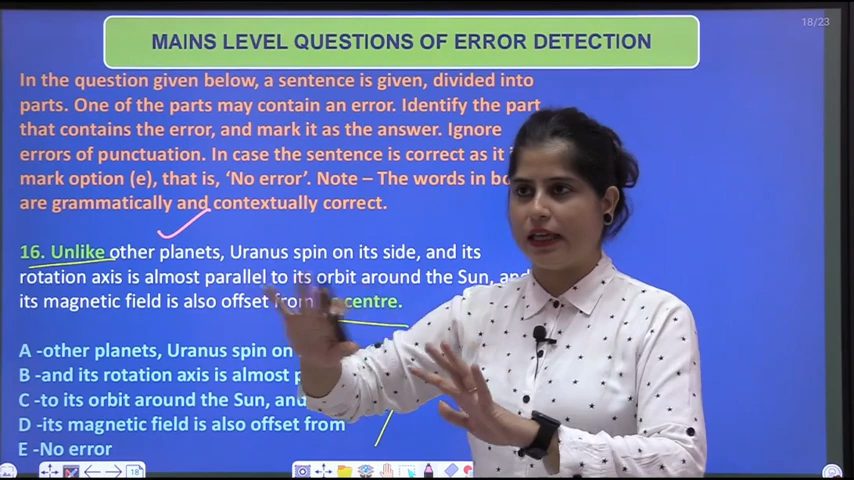 18/23
MAINS LEVEL QUESTIONS OF ERROR DETECTION
In the question given below, a sentence is given, divided into
parts. One of the parts may contain an error. Identify the part
that contains the error, and mark it as the answer. Ignore
errors of punctuation. In case the sentence is correct as it
mark option (e), that is, ‘No error’. Note – The words in
are grammatically and contextually correct.
16. Unlike other planets, Uranus spin on its side, and its
rotation axis is almost parallel to its orbit around the Sun, and
its magnetic field is also offset from centre.
A -other planets, Uranus spin on
B -and its rotation axis is almost
C -to its orbit around the Sun, and
D -its magnetic field is also offset from
E -No error
18